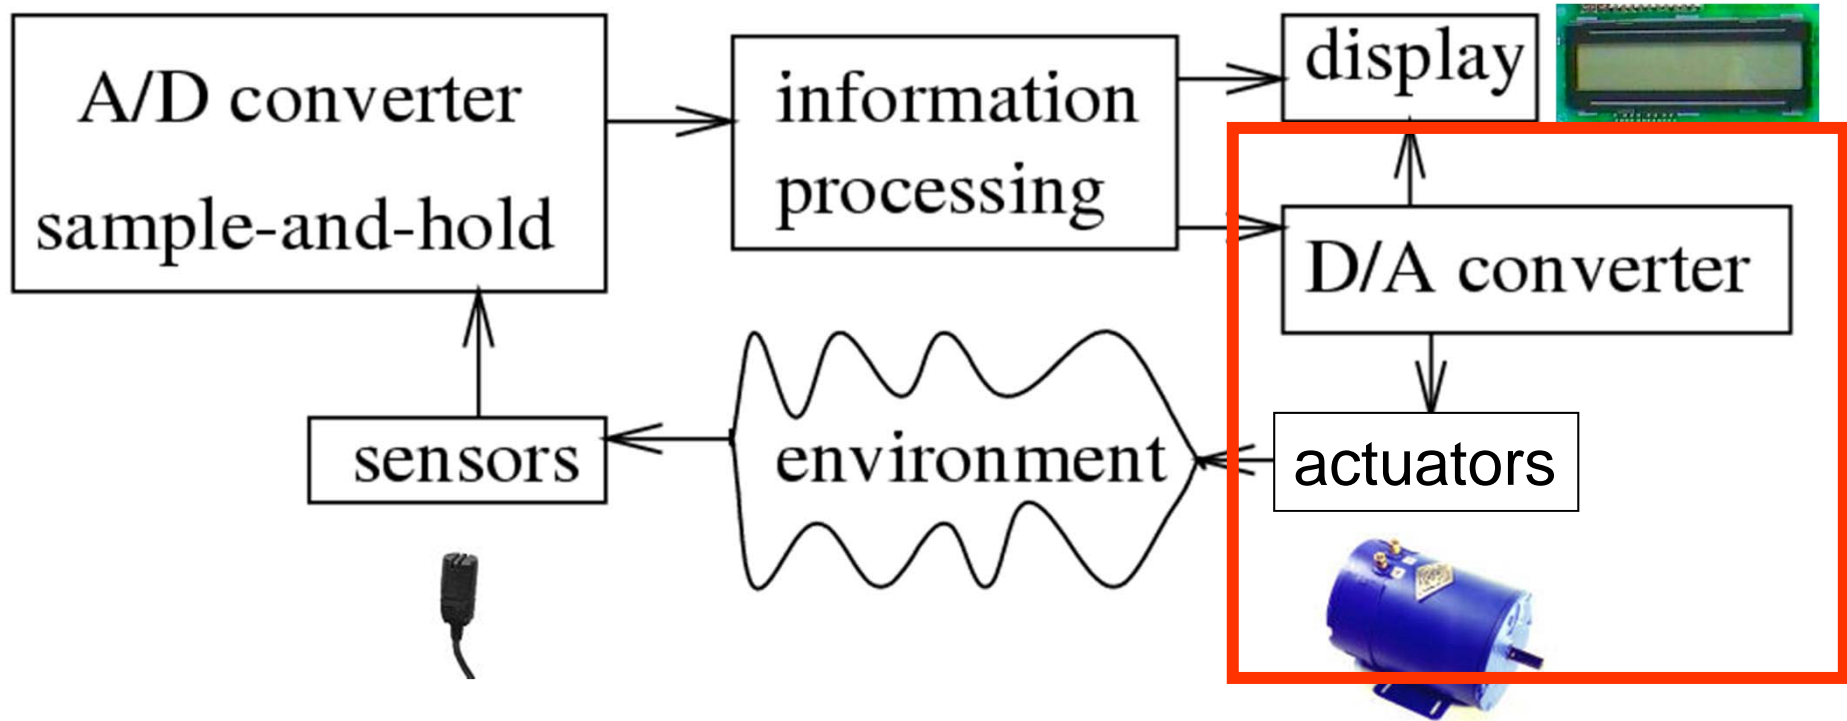 A/D converter
sample-and-hold
information
processing
display
D/A converter
sensors
environment
actuators